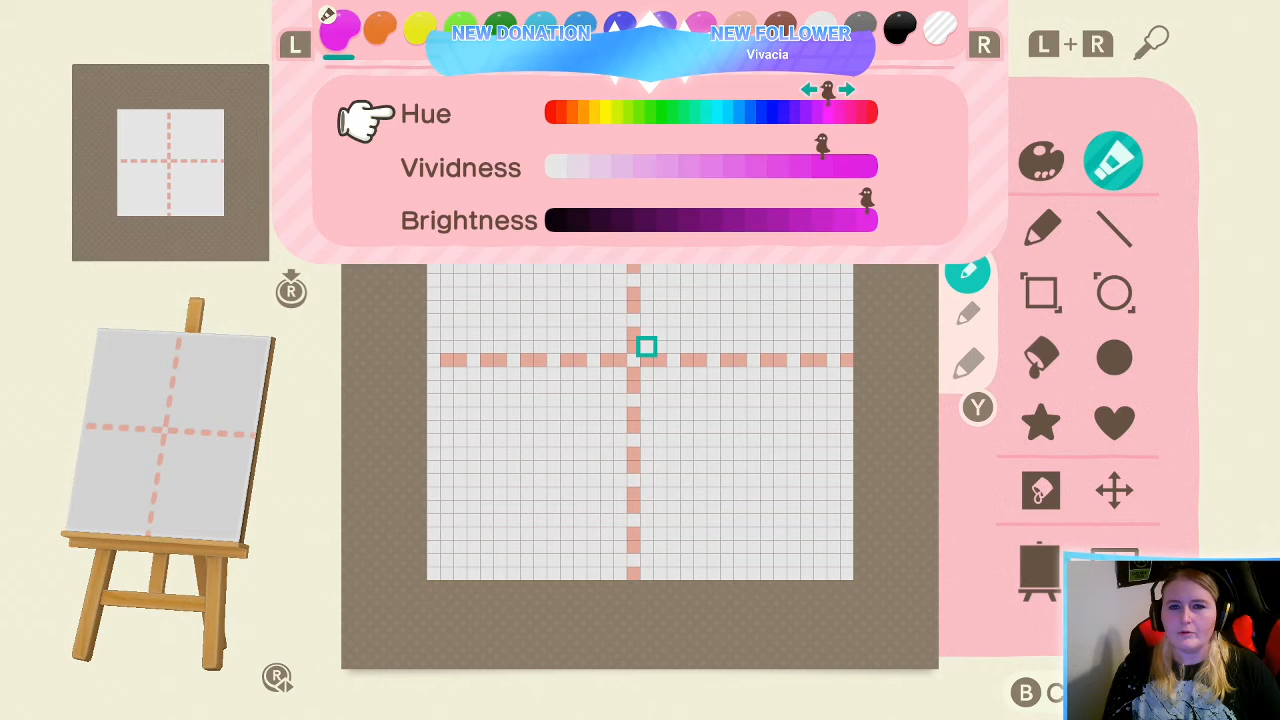 NEW DONATION
NEW FOLLOWER
Vivacia
L
R
L + R
Hue
Vividness
Brightness
R
Y
R
B C